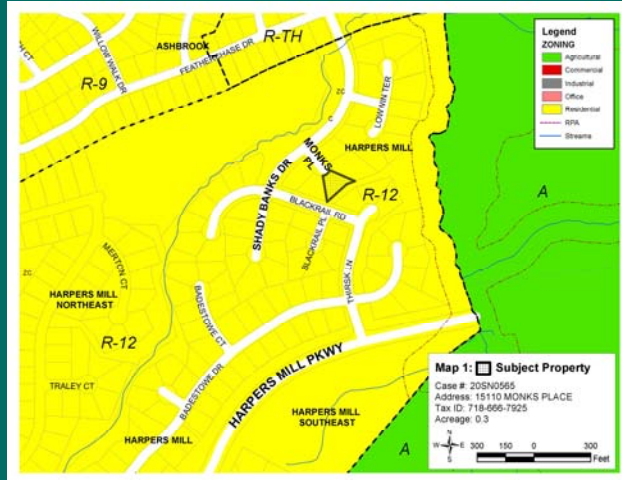 WILLOW WALK DR
ASHBROOK
R-TH
FEATHERCHASE DR
R-9
ZC
C
LOWNINTER
MONKS PL
HARPERS MILL
SHADY BANKS DR
R-12
BLACKRAIL RD
BLACKRAIL PL
A
MERTON CT
ZC
HARPERS MILL
NORTHEAST
THIRSK LN
BADESTOWE CT
R-12
HARPERS MILL PKWY
TRALEY CT
BADESTOWE DR
HARPERS MILL
SOUTHEAST
HARPERS MILL
A
Legend
ZONING
Agricultural
Commercial
Industrial
Office
Residential
RPA
Streams
Map 1: Subject Property
Case #: 20SN0565
Address: 15110 MONKS PLACE
Tax ID: 718-666-7925
Acreage: 0.3
N
W E
S
300 150 0 300
Feet